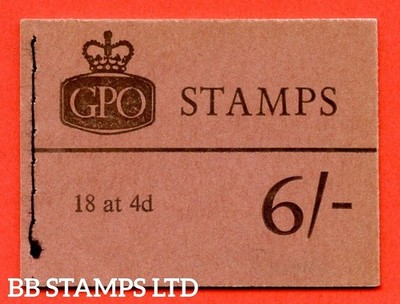 GPO STAMPS
18 at 4d 6/-
BB STAMPS LTD